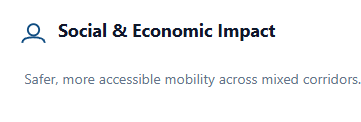 Social & Economic Impact
Safer, more accessible mobility across mixed corridors.